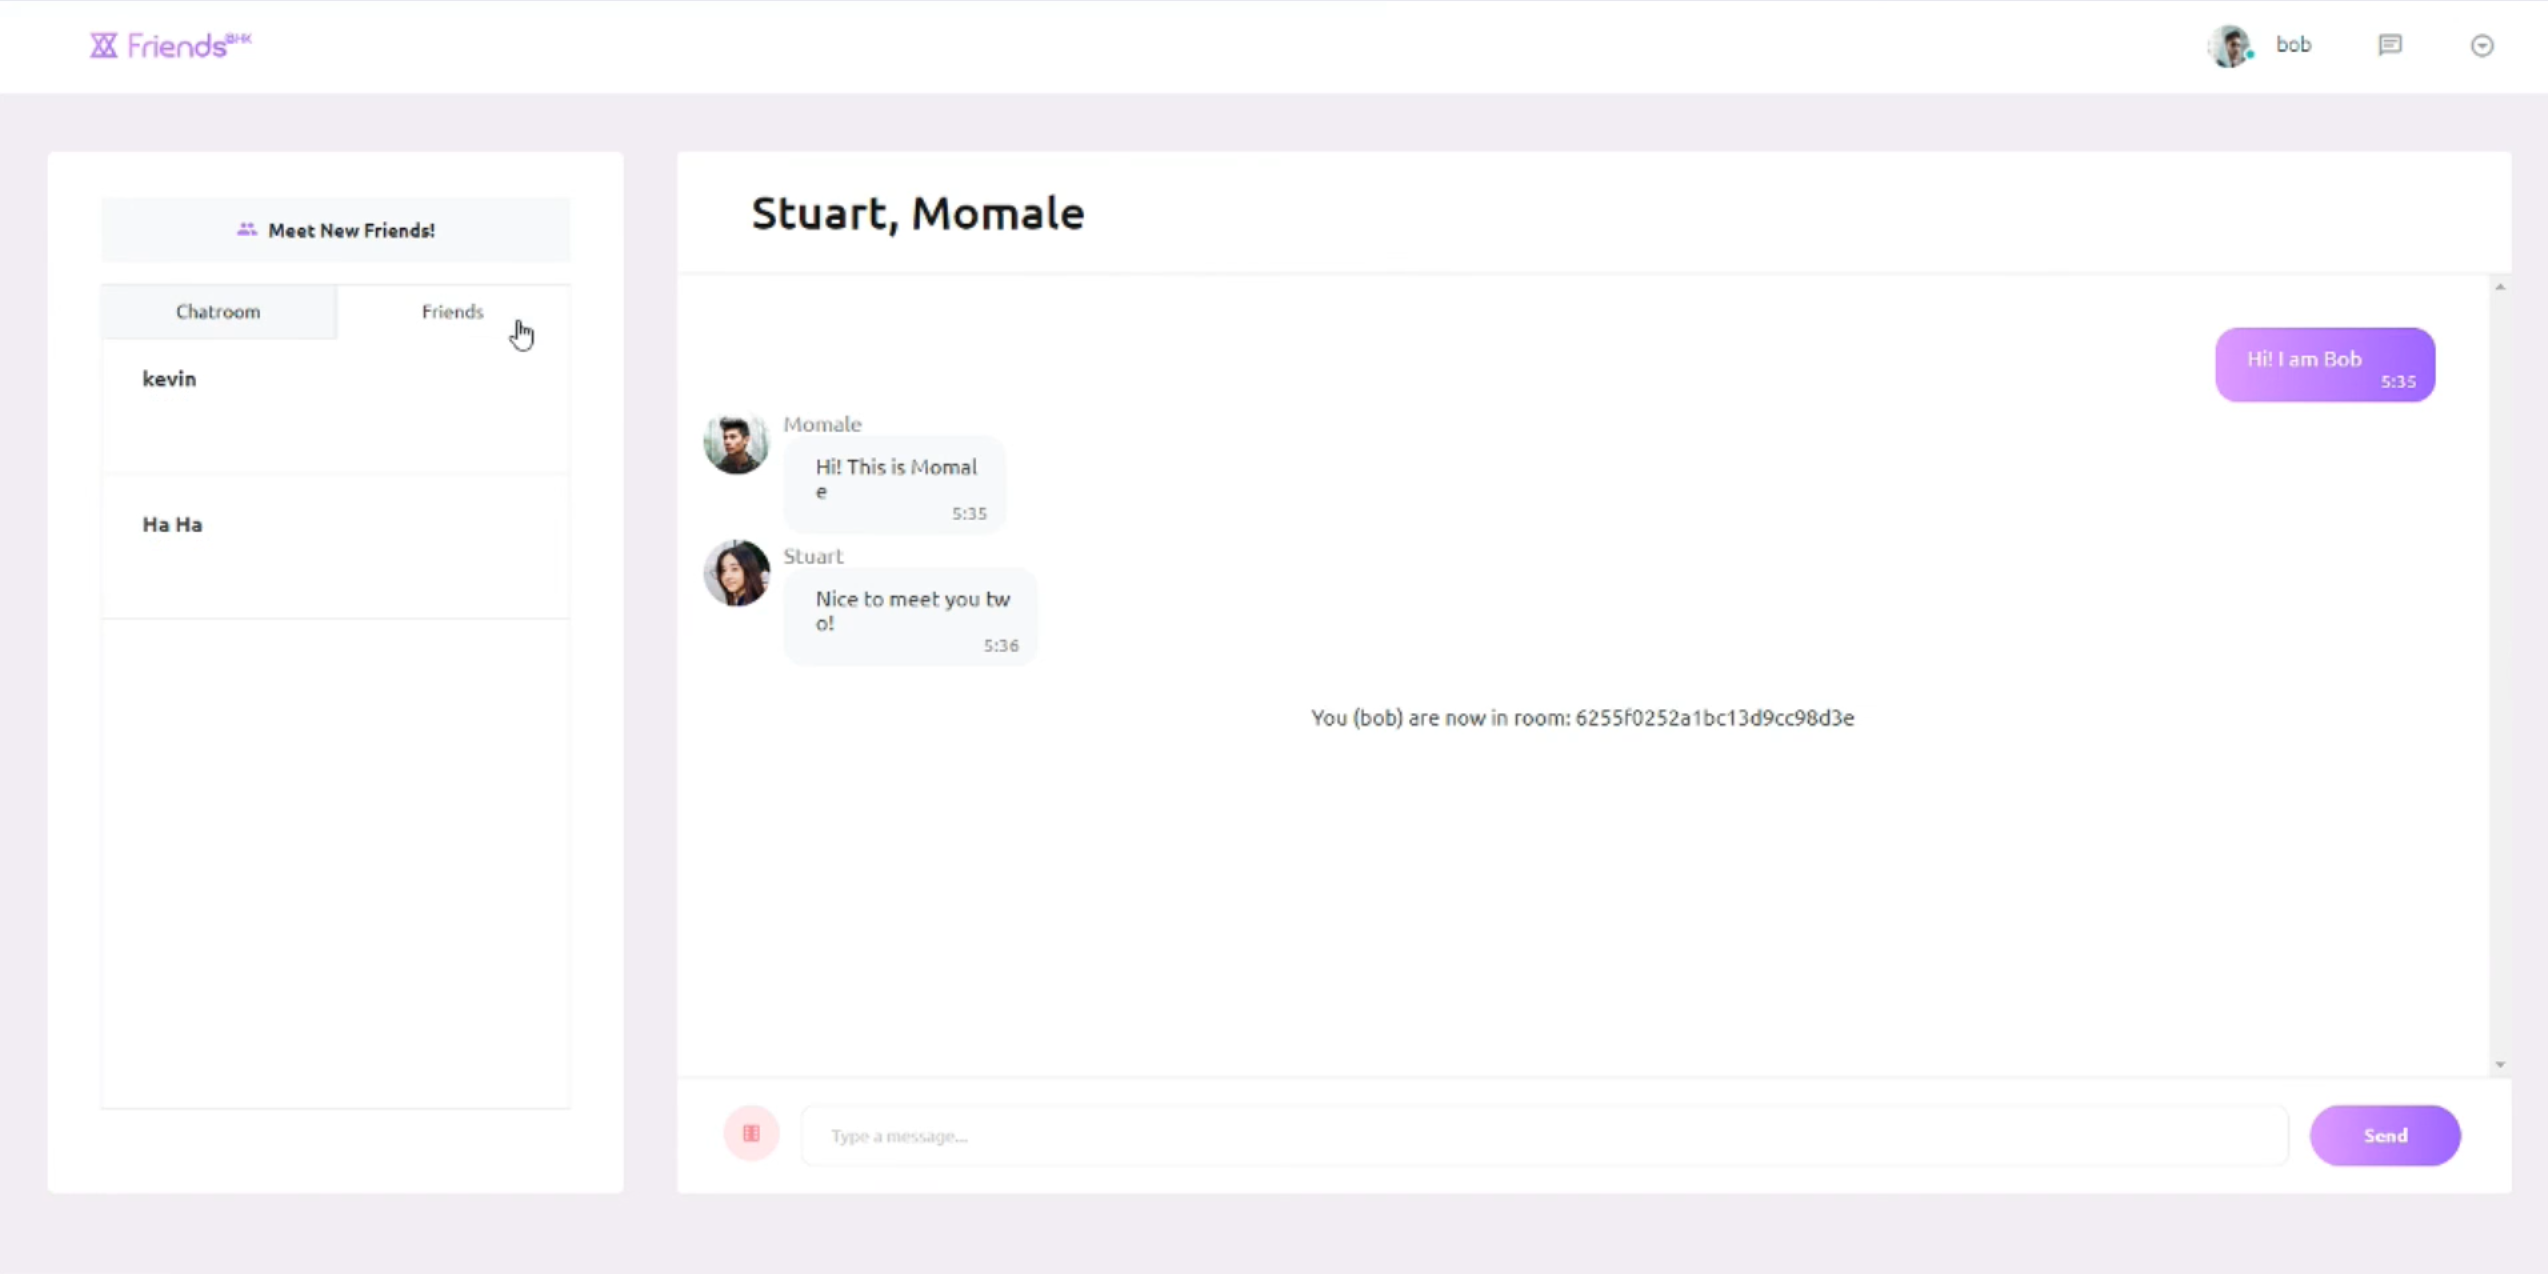 Friends@HK
bob
Meet New Friends!
Chatroom
Friends
kevin
Ha Ha
Stuart, Momale
Hi! I am Bob
5:35
Momale
Hi! This is Momal
e
5:35
Stuart
Nice to meet you tw
o!
5:36
You (bob) are now in room: 6255f0252a1bc13d9cc98d3e
Type a message...
Send